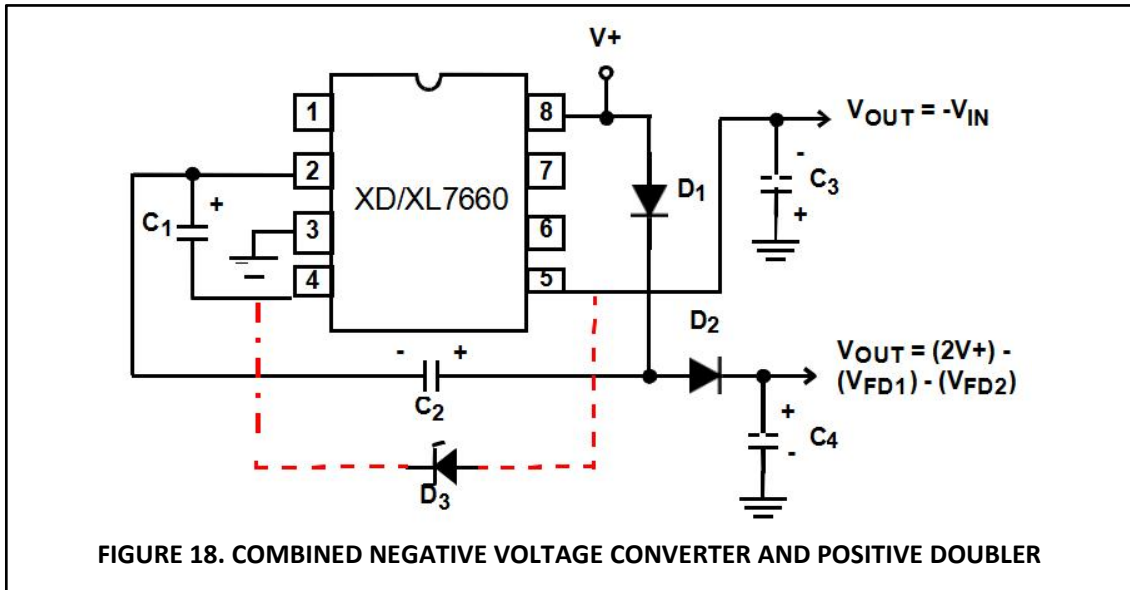 V+
1
2
3
4
8
7
6
5
XD/XL7660
C1
+
D1
VOUT = -VIN
-
C3
+
D2
- +
C2
VOUT = (2V+) -
(VFD1) - (VFD2)
+
C4
-
D3
FIGURE 18. COMBINED NEGATIVE VOLTAGE CONVERTER AND POSITIVE DOUBLER